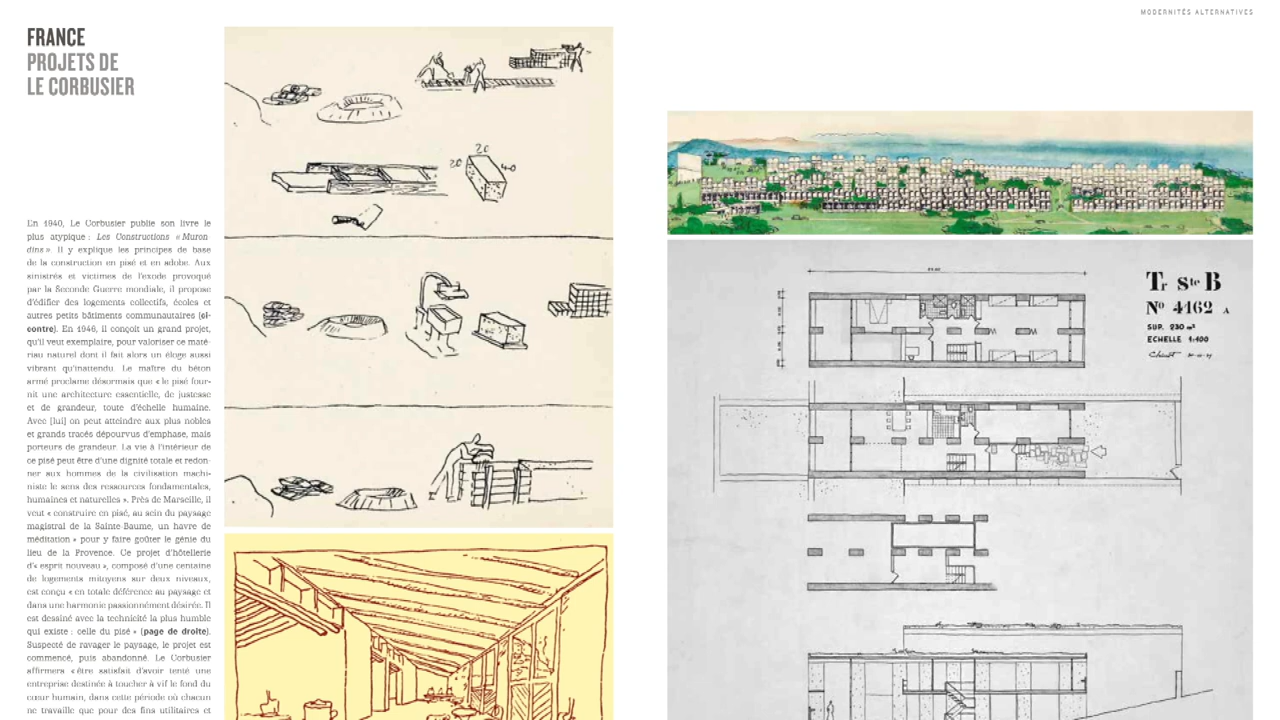 MODERNITÉS ALTERNATIVES
FRANCE
PROJETS DE
LE CORBUSIER
En 1940, Le Corbusier publie son livre le
plus atypique : Les Constructions « Muron-
dins ». Il y explique les principes de base
de la construction en pisé et en adobe. Aux
sinistrés et victimes de l'exode provoqué
par la Seconde Guerre mondiale, il propose
d'édifier des logements collectifs, écoles et
autres petits bâtiments communautaires (ci-
contre). En 1946, il conçoit un grand projet,
qu'il veut exemplaire, pour valoriser ce maté-
riau naturel dont il fait alors un éloge aussi
vibrant qu'inattendu. Le maître du béton
armé proclame désormais que « le pisé four-
nit une architecture essentielle, de justesse
et de grandeur, toute d'échelle humaine.
Avec [lui] on peut atteindre aux plus nobles
et grands tracés dépourvus d'emphase, mais
porteurs de grandeur. La vie à l'intérieur de
ce pisé peut être d'une dignité totale et redon-
ner aux hommes de la civilisation machi-
niste le sens des ressources fondamentales,
humaines et naturelles ». Près de Marseille, il
veut « construire en pisé, au sein du paysage
magistral de la Sainte-Baume, un havre de
méditation » pour y faire goûter le génie du
lieu de la Provence. Ce projet d'hôtellerie
d'« esprit nouveau », composé d'une centaine
de logements mitoyens sur deux niveaux,
est conçu « en totale déférence au paysage et
dans une harmonie passionnément désirée. Il
est dessiné avec la technicité la plus humble
qui existe : celle du pisé » (page de droite).
Suspecté de ravager le paysage, le projet est
commencé, puis abandonné. Le Corbusier
affirmera « être satisfait d'avoir tenté une
entreprise destinée à toucher à vif le fond du
cœur humain, dans cette période où chacun
ne travaille que pour des fins utilitaires et
20
20
40
Tr ste B
No 4162 A
SUP. 230 m²
ECHELLE 1:100